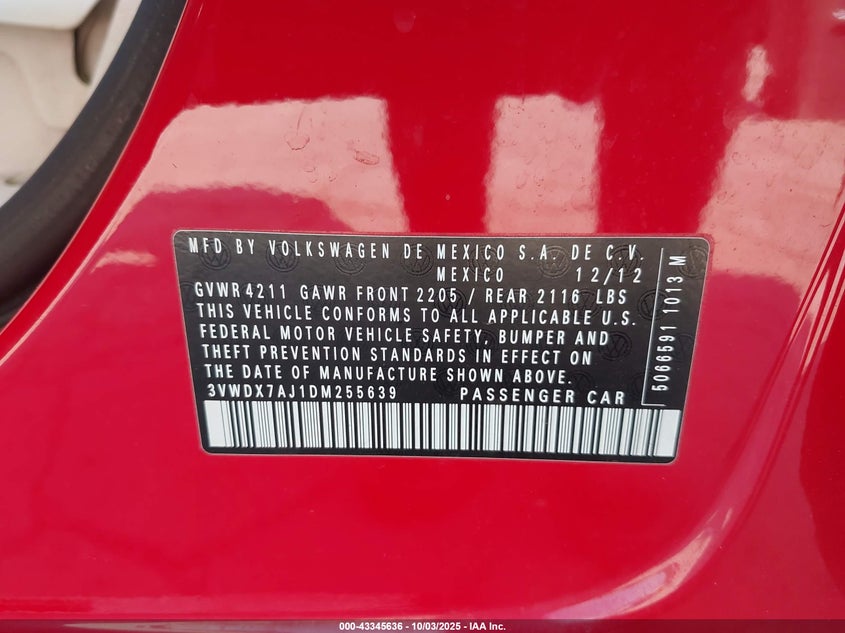 MFD BY VOLKSWAGEN DE MEXICO S.A. DE C.V.
MEXICO 12/12
GVWR 4211 GAWR FRONT 2205 / REAR 2116 LBS
THIS VEHICLE CONFORMS TO ALL APPLICABLE U.S.
FEDERAL MOTOR VEHICLE SAFETY, BUMPER AND
THEFT PREVENTION STANDARDS IN EFFECT ON
THE DATE OF MANUFACTURE SHOWN ABOVE.
3VWDX7AJ1DM255639 PASSENGER CAR
5066591 1013 M
000-43345636 - 10/03/2025 - IAA Inc.